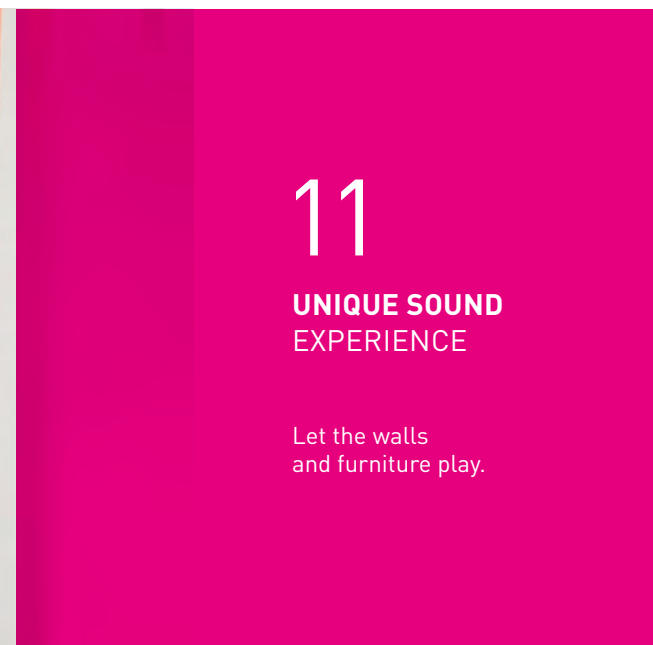 11
UNIQUE SOUND
EXPERIENCE
Let the walls
and furniture play.